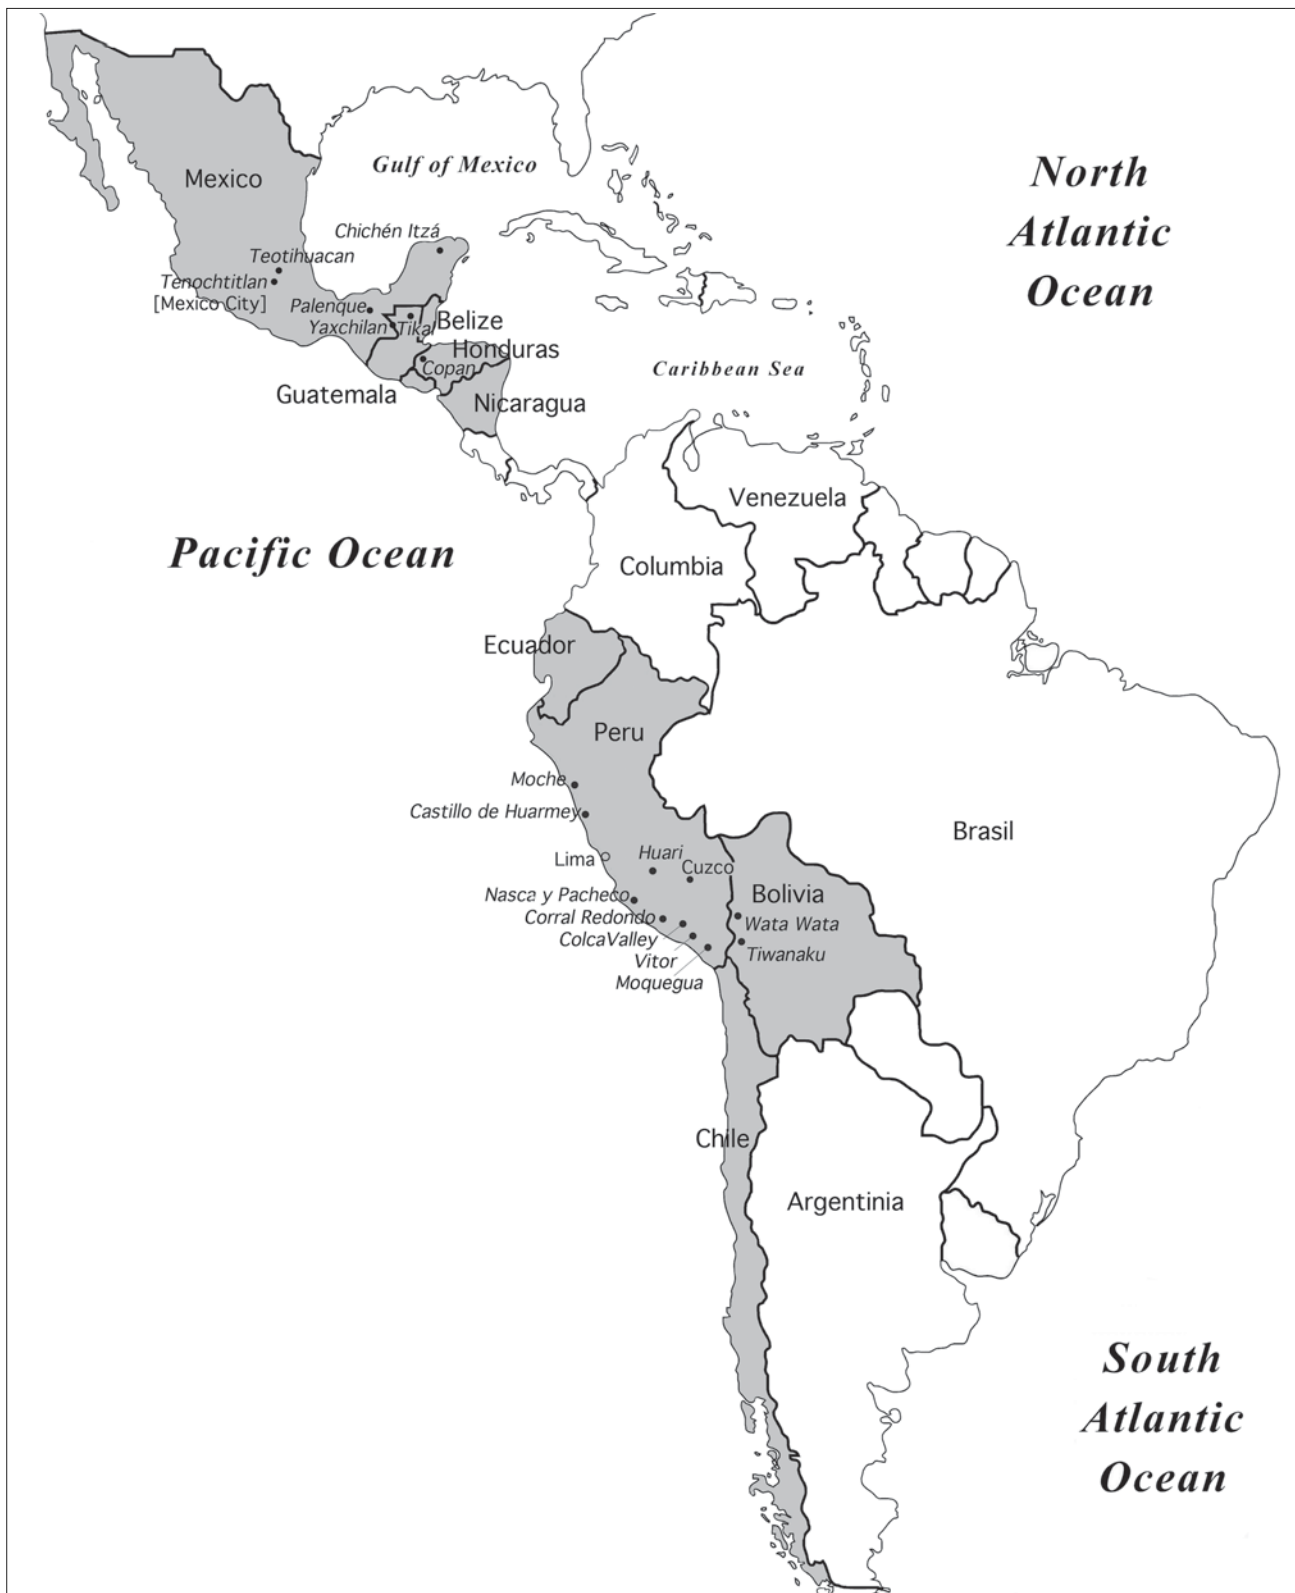 Gulf of Mexico
North
Atlantic
Ocean
Mexico
Chichén Itzá
Teotihuacan
Tenochtitlan
[Mexico City]
Palenque
Yaxchilan
Tikal
Belize
Honduras
Copan
Guatemala
Nicaragua
Caribbean Sea
Venezuela
Pacific Ocean
Columbia
Ecuador
Peru
Moche
Castillo de Huarmey
Brasil
Lima
Huari
Cuzco
Nasca y Pacheco
Bolivia
Corral Redondo
Wata Wata
ColcaValley
Tiwanaku
Vitor
Moquegua
Chile
Argentinia
South
Atlantic
Ocean